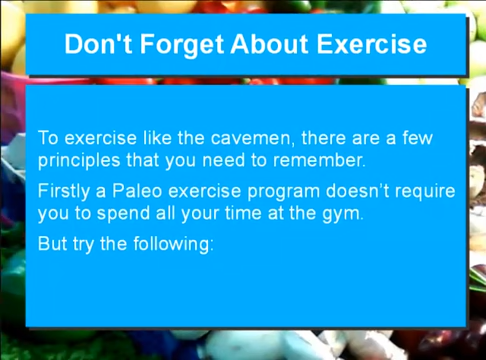 Don't Forget About Exercise
To exercise like the cavemen, there are a few
principles that you need to remember.
Firstly a Paleo exercise program doesn't require
you to spend all your time at the gym.
But try the following: